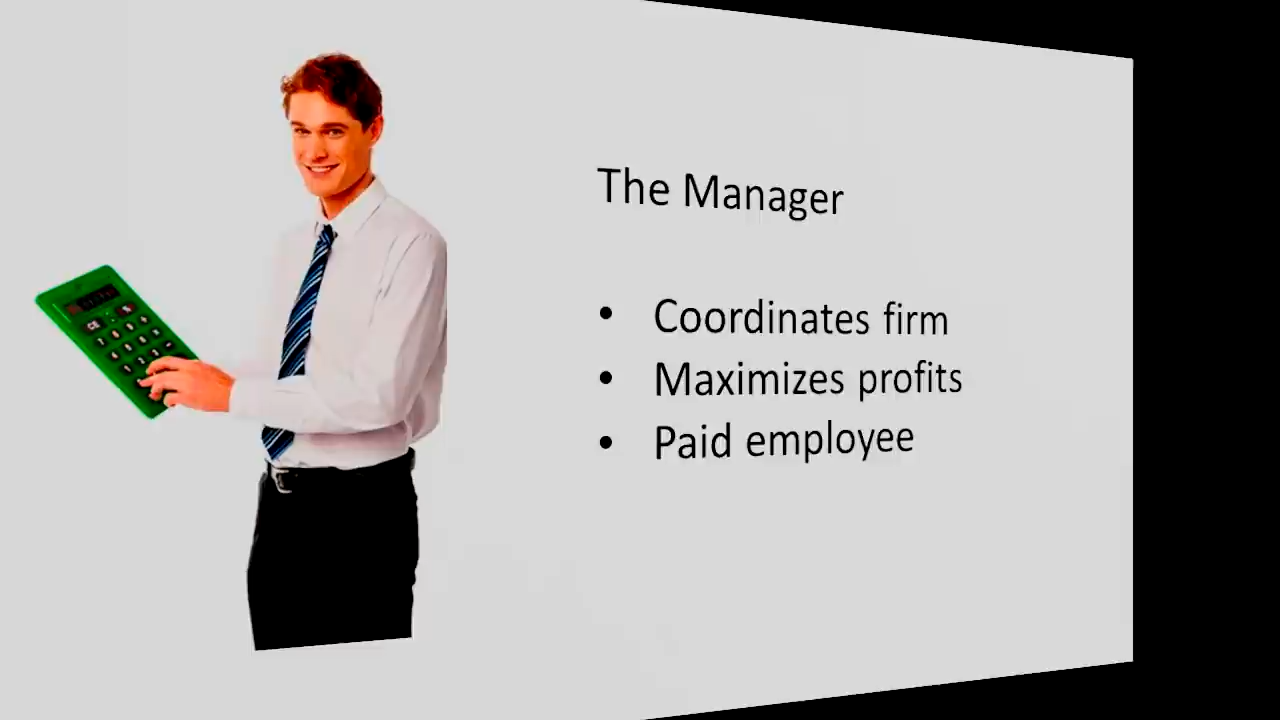 The Manager
• Coordinates firm
• Maximizes profits
• Paid employee